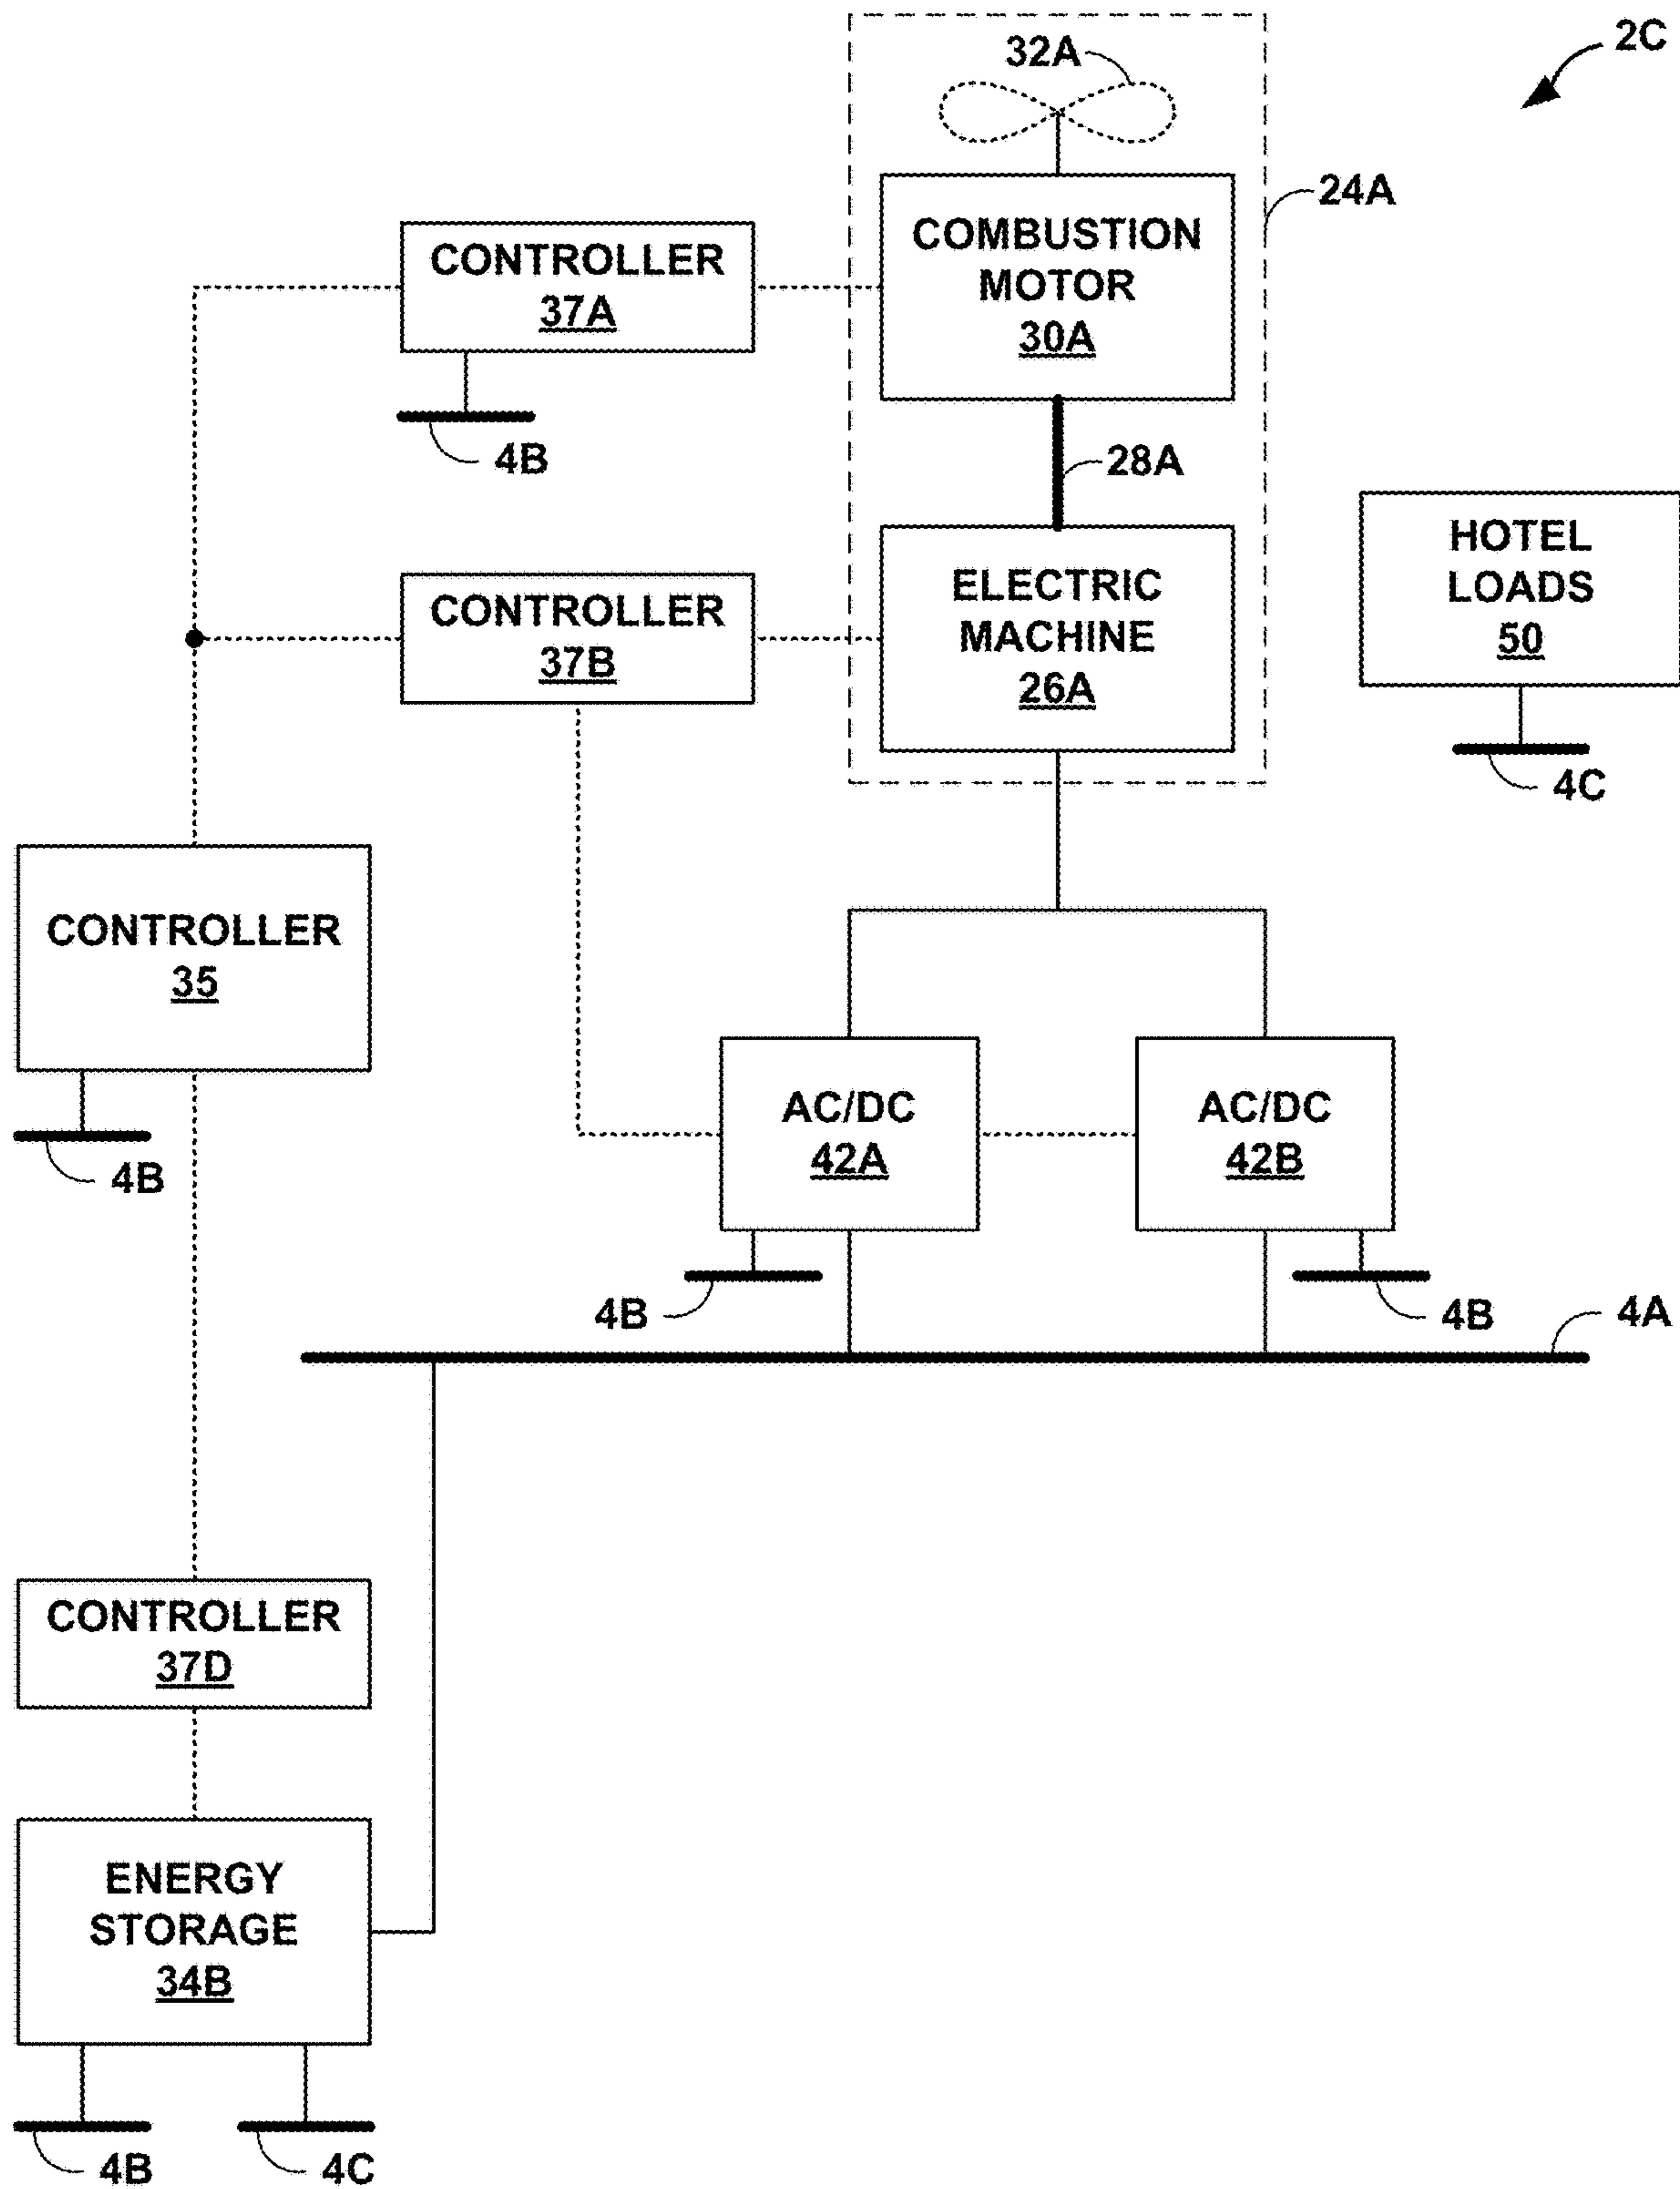 2C
32A
24A
COMBUSTION
MOTOR
30A
CONTROLLER
37A
4B
28A
HOTEL
LOADS
50
4C
ELECTRIC
MACHINE
26A
CONTROLLER
37B
CONTROLLER
35
4B
AC/DC
42A
AC/DC
42B
4B
4B
4A
CONTROLLER
37D
ENERGY
STORAGE
34B
4B
4C